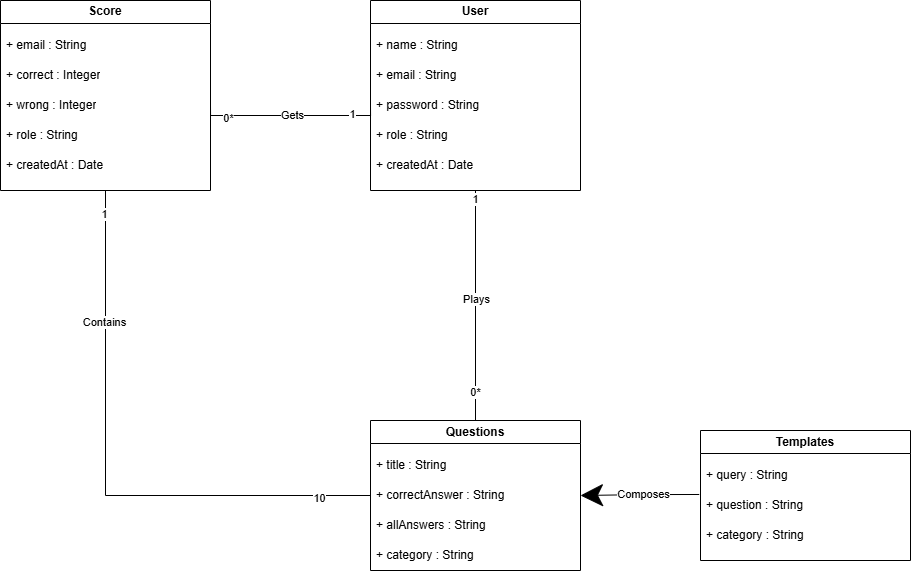 Score
+ email : String
+ correct : Integer
+ wrong : Integer
+ role : String
+ createdAt : Date
User
+ name : String
+ email : String
+ password : String
+ role : String
+ createdAt : Date
0*
Gets
1
1
Contains
10
1
Plays
0*
Questions
+ title : String
+ correctAnswer : String
+ allAnswers : String
+ category : String
Composes
Templates
+ query : String
+ question : String
+ category : String